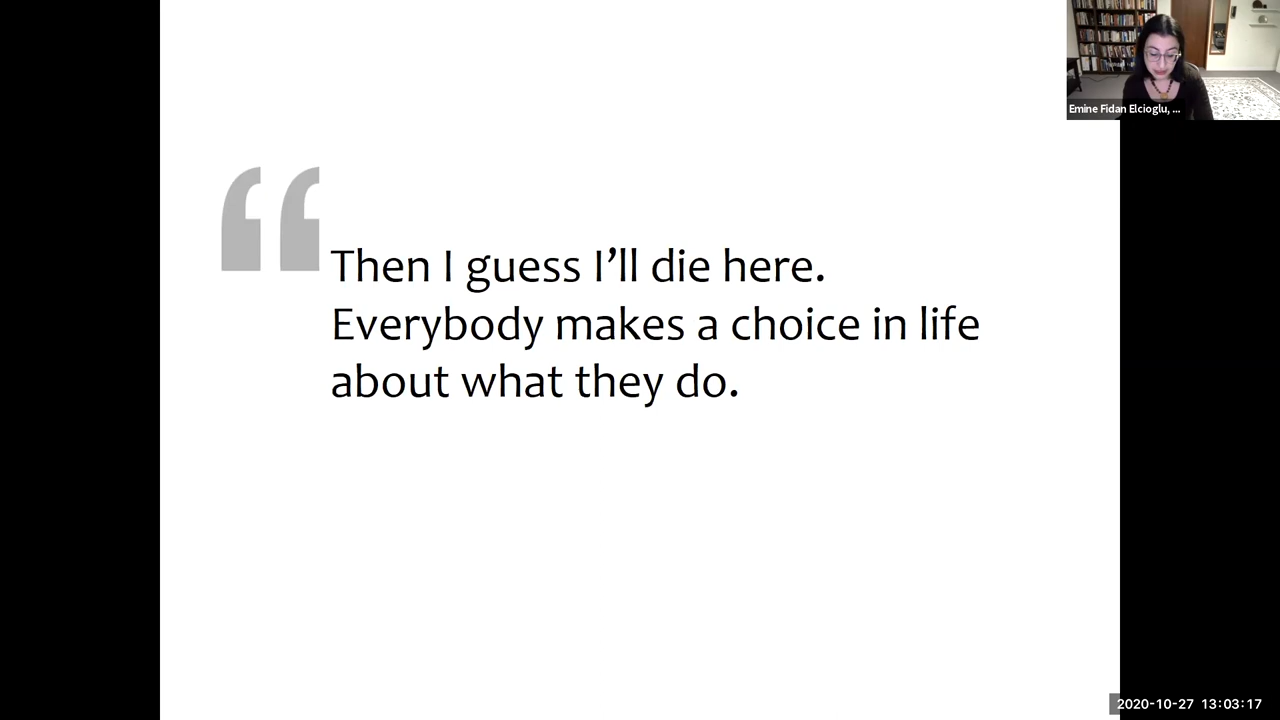 Emine Fidan Elcioglu, ...
“
Then I guess I’ll die here.
Everybody makes a choice in life
about what they do.
2020-10-27 13:03:17